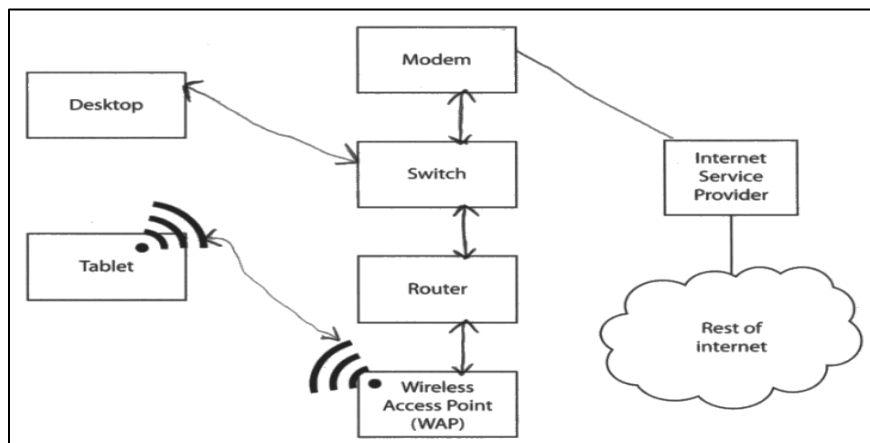 Modem
Desktop
Switch
Internet
Service
Provider
Tablet
Router
Rest of
internet
Wireless
Access Point
(WAP)